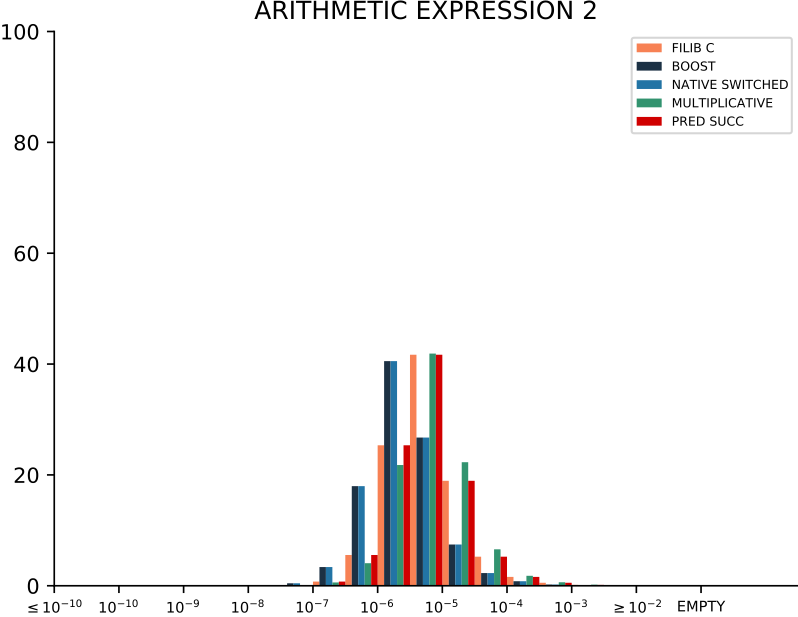 ARITHMETIC EXPRESSION 2
100
80
60
40
20
0
FILIB C
BOOST
NATIVE SWITCHED
MULTIPLICATIVE
PRED SUCC
≤10⁻¹⁰ 10⁻¹⁰ 10⁻⁹ 10⁻⁸ 10⁻⁷ 10⁻⁶ 10⁻⁵ 10⁻⁴ 10⁻³ ≥10⁻² EMPTY